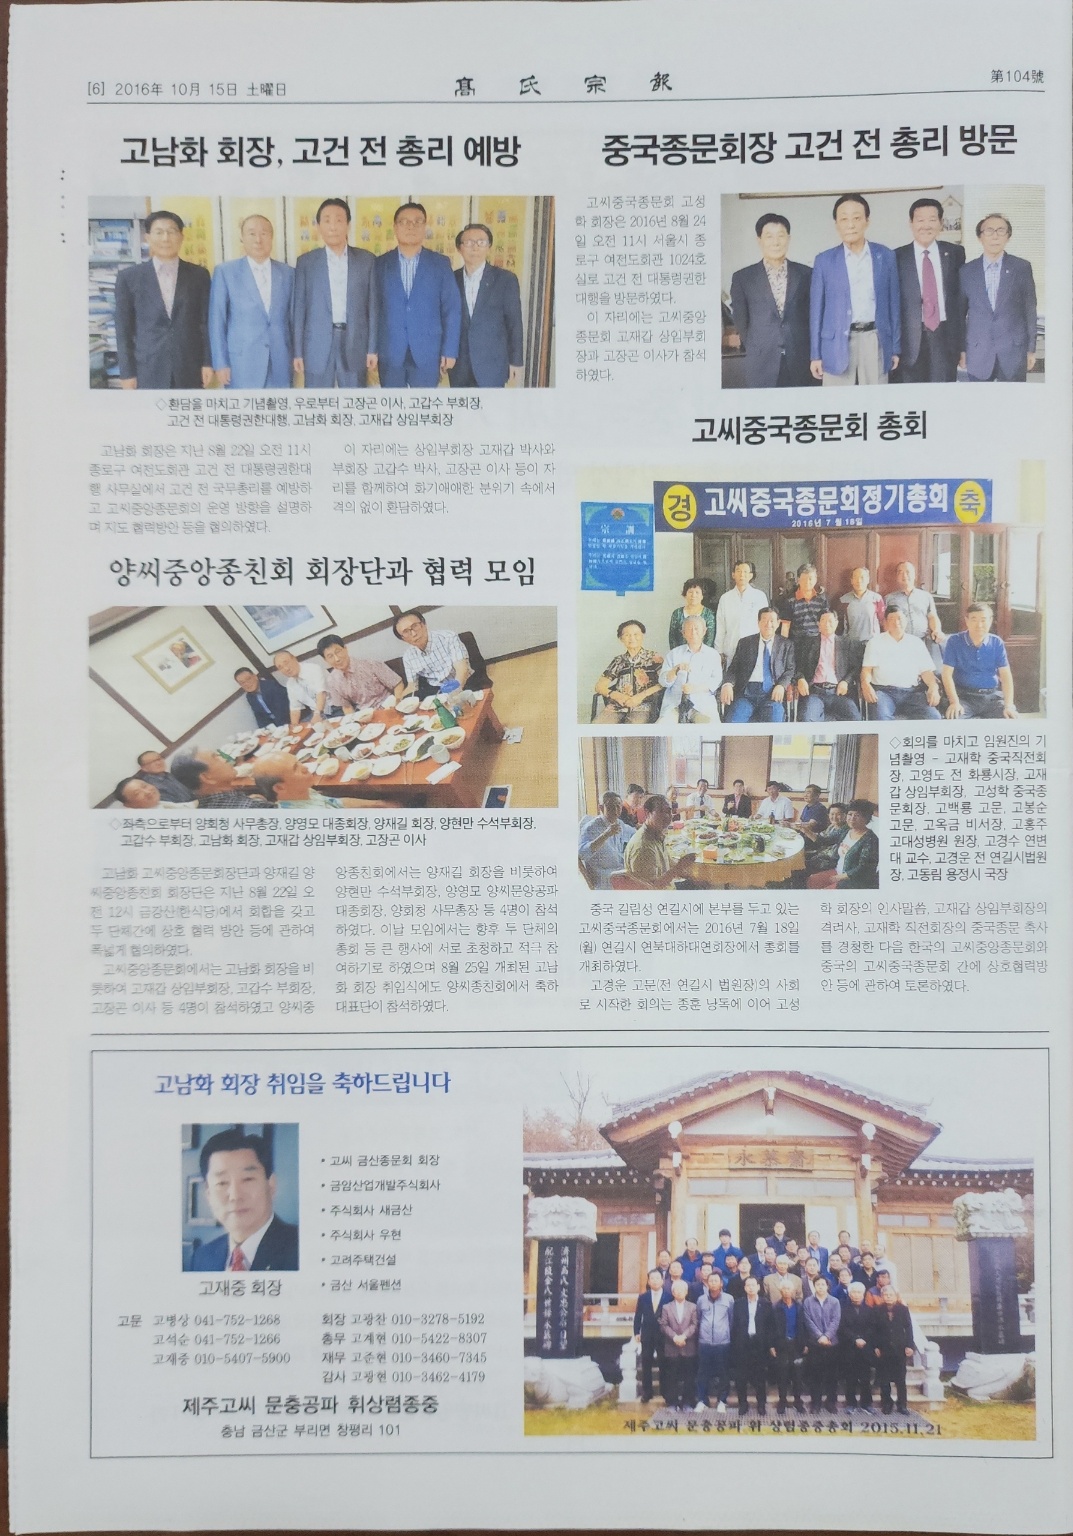 [6] 2016年 10月 15日 土曜日
高氏宗報
第104號
고남화 회장, 고건 전 총리 예방
◇환담을 마치고 기념촬영, 우로부터 고장곤 이사, 고갑수 부회장,
고건 전 대통령권한대행, 고남화 회장, 고재갑 상임부회장
고남화 회장은 지난 8월 22일 오전 11시
종로구 여전도회관 고건 전 대통령권한대
행 사무실에서 고건 전 국무총리를 예방하
고 고씨중앙종문회의 운영 방향을 설명하
며 지도 협력방안 등을 협의하였다.
이 자리에는 상임부회장 고재갑 박사와
부회장 고갑수 박사, 고장곤 이사 등이 자
리를 함께하여 화기애애한 분위기 속에서
격의 없이 환담하였다.
양씨중앙종친회 회장단과 협력 모임
◇좌측으로부터 양회청 사무총장, 양영모 대종회장, 양재길 회장, 양현만 수석부회장,
고갑수 부회장, 고남화 회장, 고재갑 상임부회장, 고장곤 이사
고남화 고씨중앙종문회장단과 양재길 양
씨중앙종친회 회장단은 지난 8월 22일 오
전 12시 금강산(한식당)에서 회합을 갖고
두 단체간에 상호 협력 방안 등에 관하여
폭넓게 협의하였다.
고씨중앙종문회에서는 고남화 회장을 비
롯하여 고재갑 상임부회장, 고갑수 부회장,
고장곤 이사 등 4명이 참석하였고 양씨중
앙종친회에서는 양재길 회장을 비롯하여
양현만 수석부회장, 양영모 양씨문양공파
대종회장, 양회청 사무총장 등 4명이 참석
하였다. 이날 모임에서는 향후 두 단체의
총회 등 큰 행사에 서로 초청하고 적극 참
여하기로 하였으며 8월 25일 개최된 고남
화 회장 취임식에도 양씨종친회에서 축하
대표단이 참석하였다.
중국종문회장 고건 전 총리 방문
고씨중국종문회 고성
학 회장은 2016년 8월 24
일 오전 11시 서울시 종
로구 여전도회관 1024호
실로 고건 전 대통령권한
대행을 방문하였다.
이 자리에는 고씨중앙
종문회 고재갑 상임부회
장과 고장곤 이사가 참석
하였다.
고씨중국종문회 총회
경 고씨중국종문회정기총회 축
2016년 7월 18일
宗訓
◇회의를 마치고 임원진의 기
념촬영 - 고재학 중국직전회
장, 고영도 전 화룡시장, 고재
갑 상임부회장, 고성학 중국종
문회장, 고백룡 고문, 고봉순
고문, 고옥금 비서장, 고홍주
고대성병원 원장, 고경수 연변
대 교수, 고경운 전 연길시법원
장, 고동림 용정시 국장
중국 길림성 연길시에 본부를 두고 있는
고씨중국종문회에서는 2016년 7월 18일
(월) 연길시 연북대하대연회장에서 총회를
개최하였다.
고경운 고문(전 연길시 법원장)의 사회
로 시작한 회의는 종훈 낭독에 이어 고성
학 회장의 인사말씀, 고재갑 상임부회장의
격려사, 고재학 직전회장의 중국종문 축사
를 경청한 다음 한국의 고씨중앙종문회와
중국의 고씨중국종문회 간에 상호협력방
안 등에 관하여 토론하였다.
고남화 회장 취임을 축하드립니다
• 고씨 금산종문회 회장
• 금암산업개발주식회사
• 주식회사 새금산
• 주식회사 우현
• 고려주택건설
• 금산 서울펜션
고재중 회장
고문 고병상 041-752-1268
고석순 041-752-1266
고재중 010-5407-5900
회장 고광찬 010-3278-5192
총무 고계현 010-5422-8307
재무 고준현 010-3460-7345
감사 고광현 010-3462-4179
제주고씨 문충공파 휘상렴종중
충남 금산군 부리면 창평리 101
永慕齋
제주고씨 문충공파 휘 상렴종중총회 2015.11.21